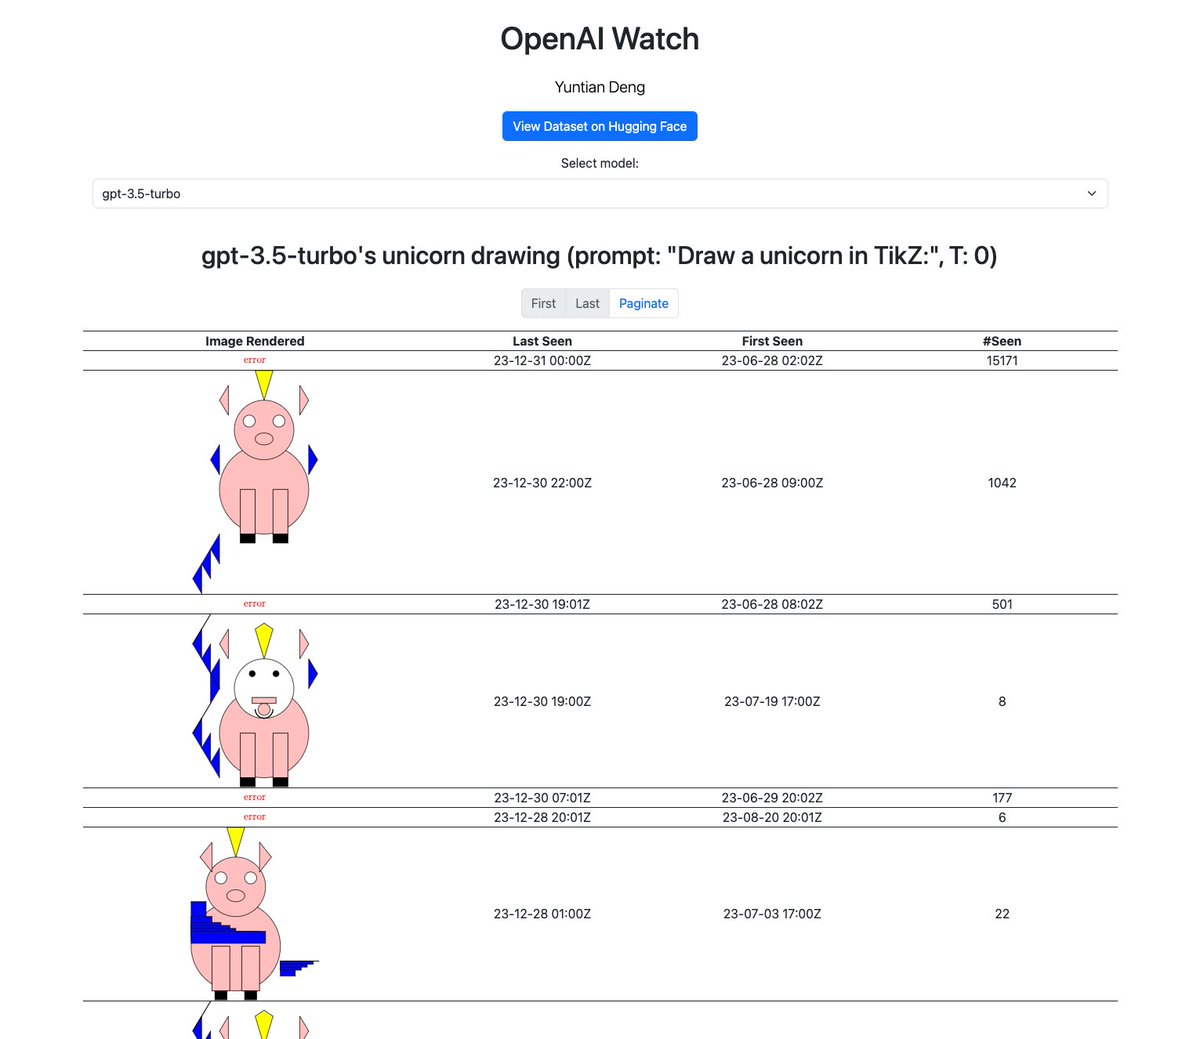 OpenAI Watch
Yuntian Deng
View Dataset on Hugging Face
Select model:
gpt-3.5-turbo
gpt-3.5-turbo's unicorn drawing (prompt: "Draw a unicorn in TikZ:", T: 0)
First Last Paginate
Image Rendered Last Seen First Seen #Seen
error 23-12-31 00:00Z 23-06-28 02:02Z 15171
23-12-30 22:00Z 23-06-28 09:00Z 1042
error 23-12-30 19:01Z 23-06-28 08:02Z 501
23-12-30 19:00Z 23-07-19 17:00Z 8
error 23-12-30 07:01Z 23-06-29 20:02Z 177
error 23-12-28 20:01Z 23-08-20 20:01Z 6
23-12-28 01:00Z 23-07-03 17:00Z 22